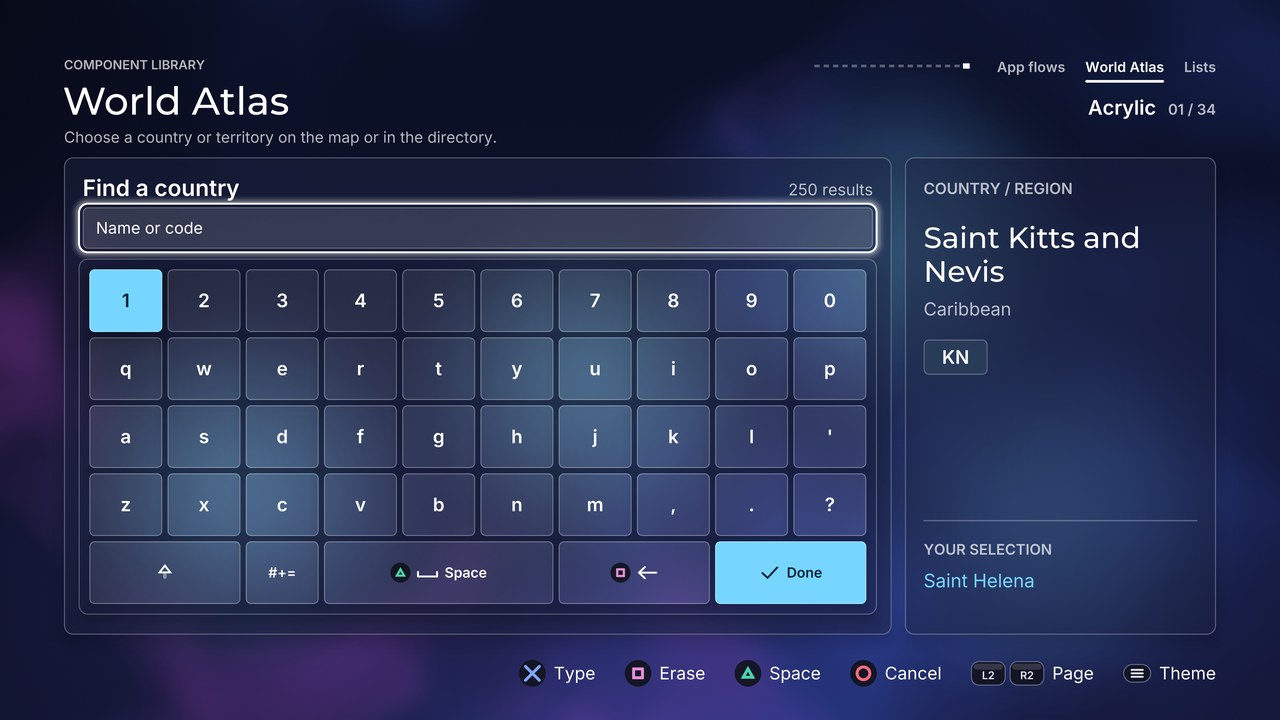 COMPONENT LIBRARY
World Atlas
Choose a country or territory on the map or in the directory.
App flows World Atlas Lists
Acrylic 01 / 34
Find a country
250 results
Name or code
1 2 3 4 5 6 7 8 9 0
q w e r t y u i o p
a s d f g h j k l '
z x c v b n m , . ?
#+= Space Done
COUNTRY / REGION
Saint Kitts and
Nevis
Caribbean
KN
YOUR SELECTION
Saint Helena
Type Erase Space Cancel L2 R2 Page Theme